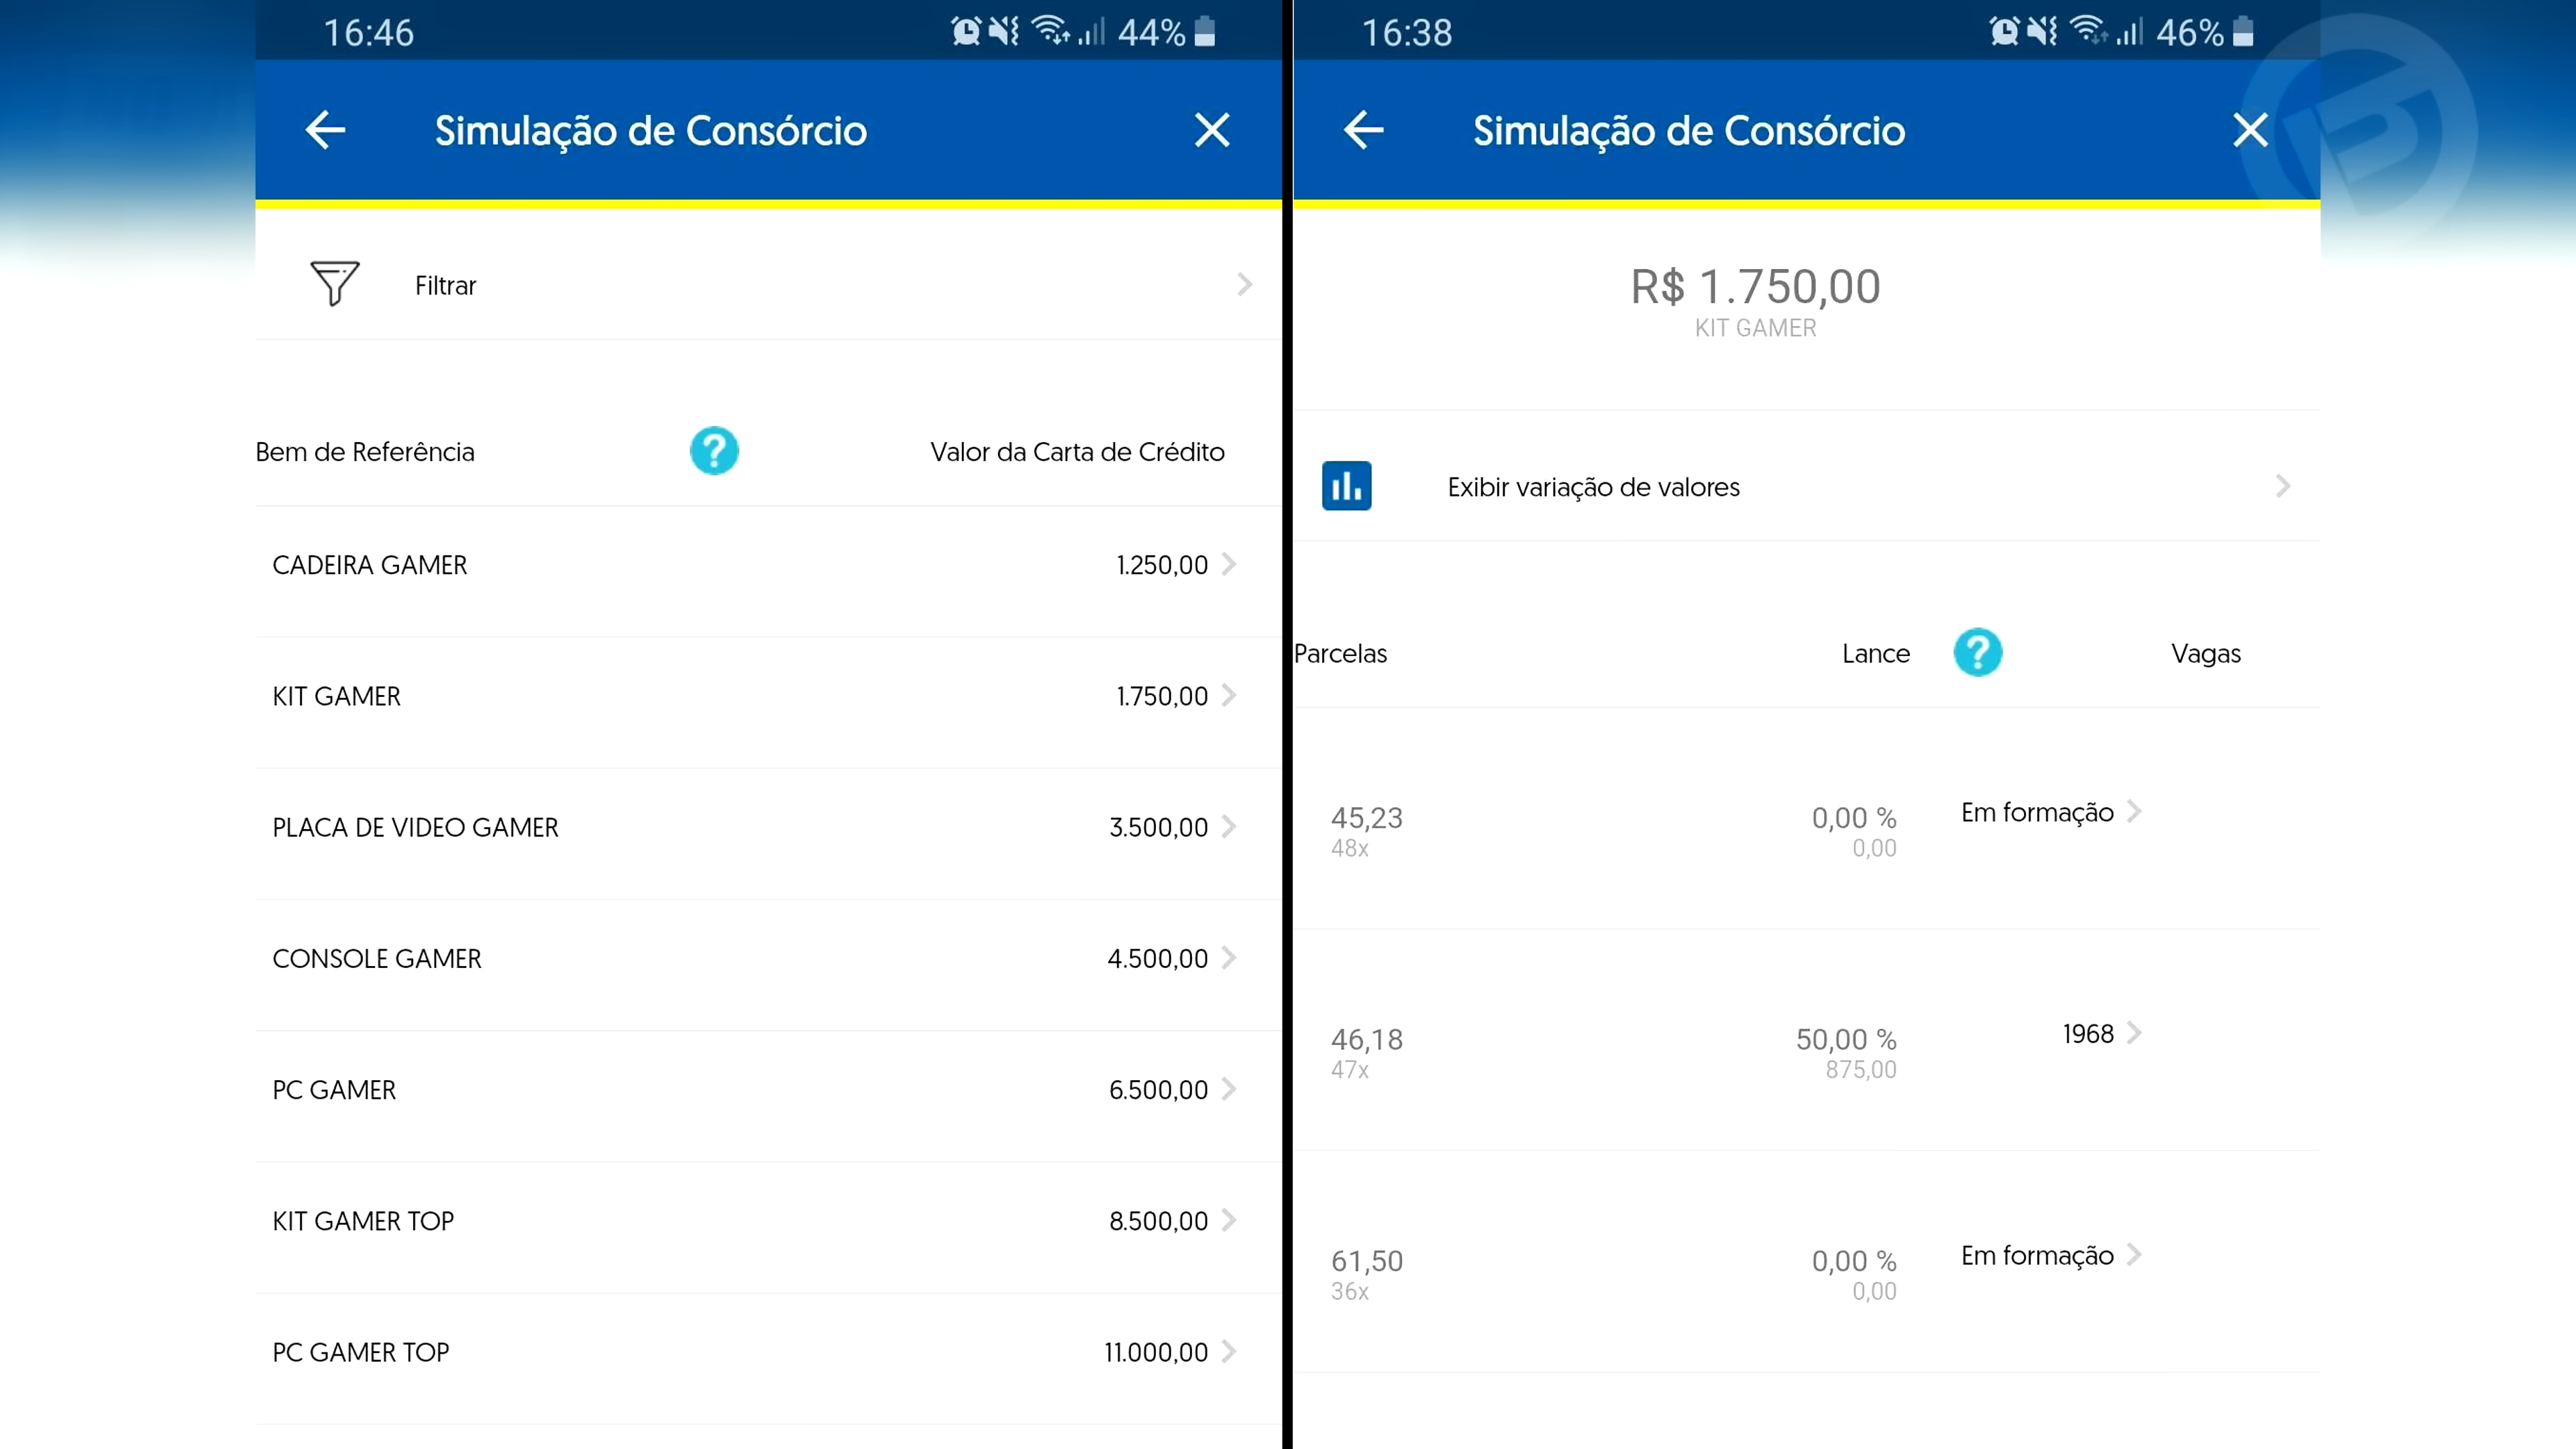 16:46
44%
Simulação de Consórcio
Filtrar
Bem de Referência
Valor da Carta de Crédito
CADEIRA GAMER
1.250,00
KIT GAMER
1.750,00
PLACA DE VIDEO GAMER
3.500,00
CONSOLE GAMER
4.500,00
PC GAMER
6.500,00
KIT GAMER TOP
8.500,00
PC GAMER TOP
11.000,00
16:38
46%
Simulação de Consórcio
R$ 1.750,00
KIT GAMER
Exibir variação de valores
Parcelas
Lance
Vagas
45,23
48x
0,00 %
0,00
Em formação
46,18
47x
50,00 %
875,00
1968
61,50
36x
0,00 %
0,00
Em formação